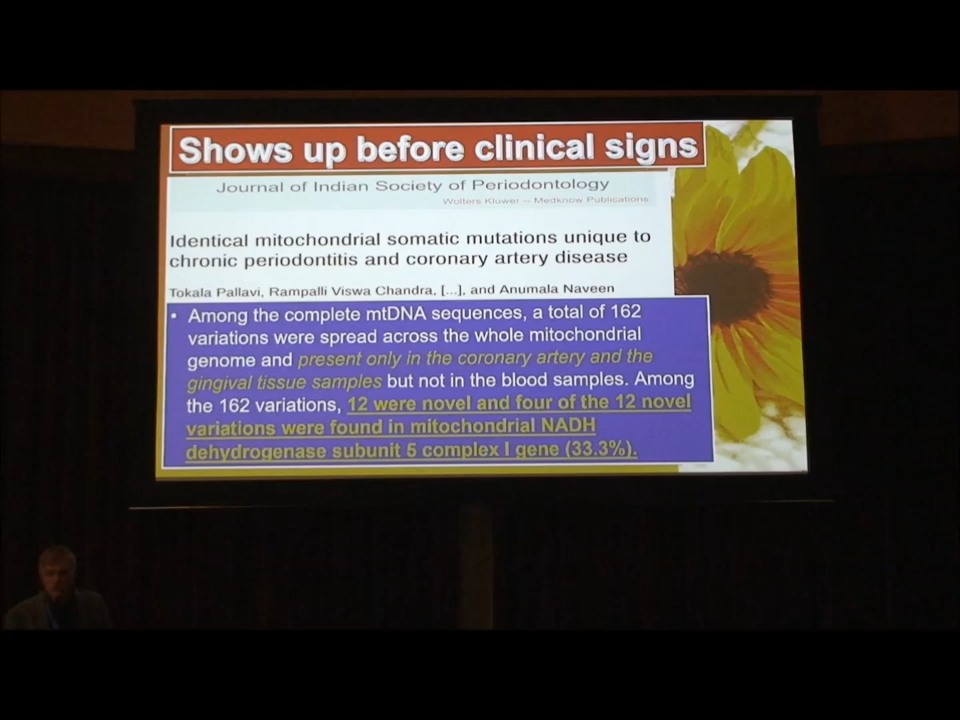 Shows up before clinical signs
Journal of Indian Society of Periodontology
Wolters Kluwer -- Medknow Publications
Identical mitochondrial somatic mutations unique to
chronic periodontitis and coronary artery disease
Tokala Pallavi, Rampalli Viswa Chandra, [...], and Anumala Naveen
• Among the complete mtDNA sequences, a total of 162
variations were spread across the whole mitochondrial
genome and present only in the coronary artery and the
gingival tissue samples but not in the blood samples. Among
the 162 variations, 12 were novel and four of the 12 novel
variations were found in mitochondrial NADH
dehydrogenase subunit 5 complex I gene (33.3%).